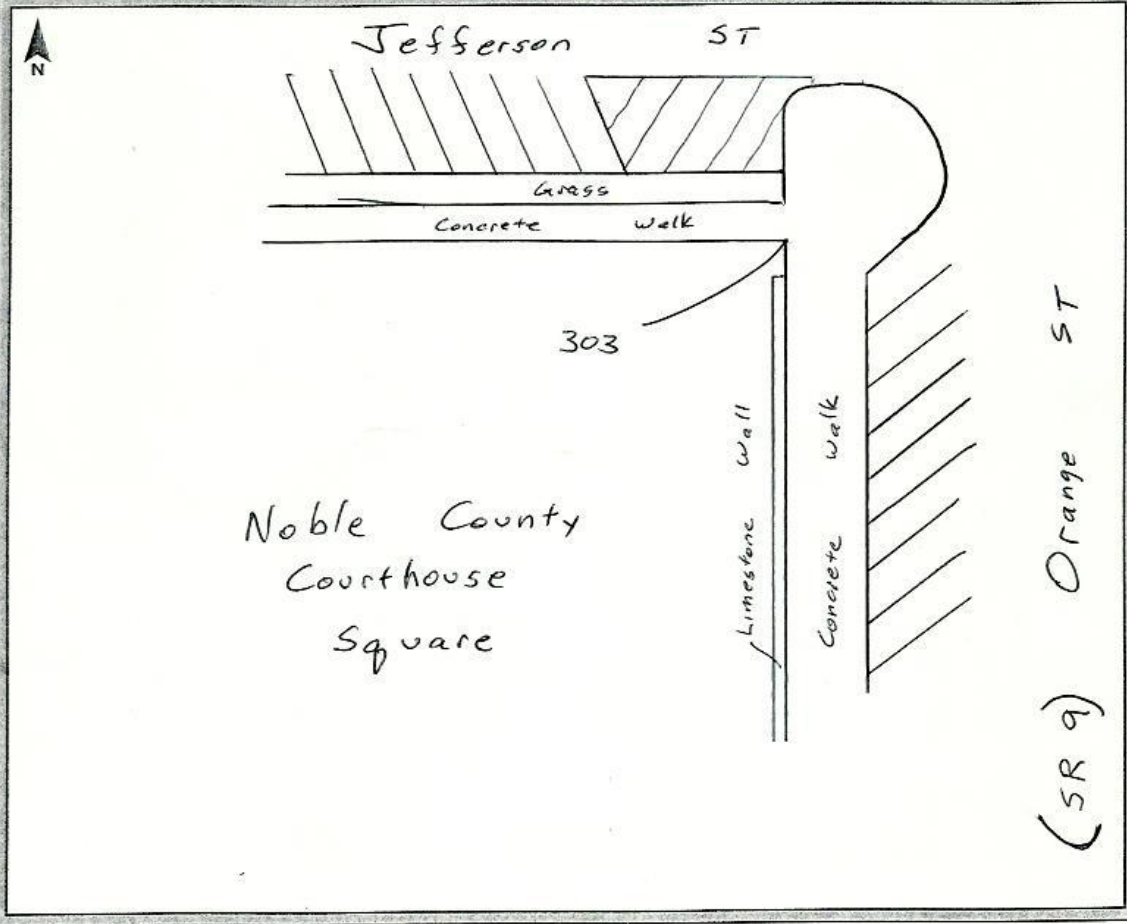 N
Jefferson ST
Grass
Concrete Walk
303
Limestone Wall
Concrete Walk
Noble County
Courthouse
Square
Orange ST
(SR 9)